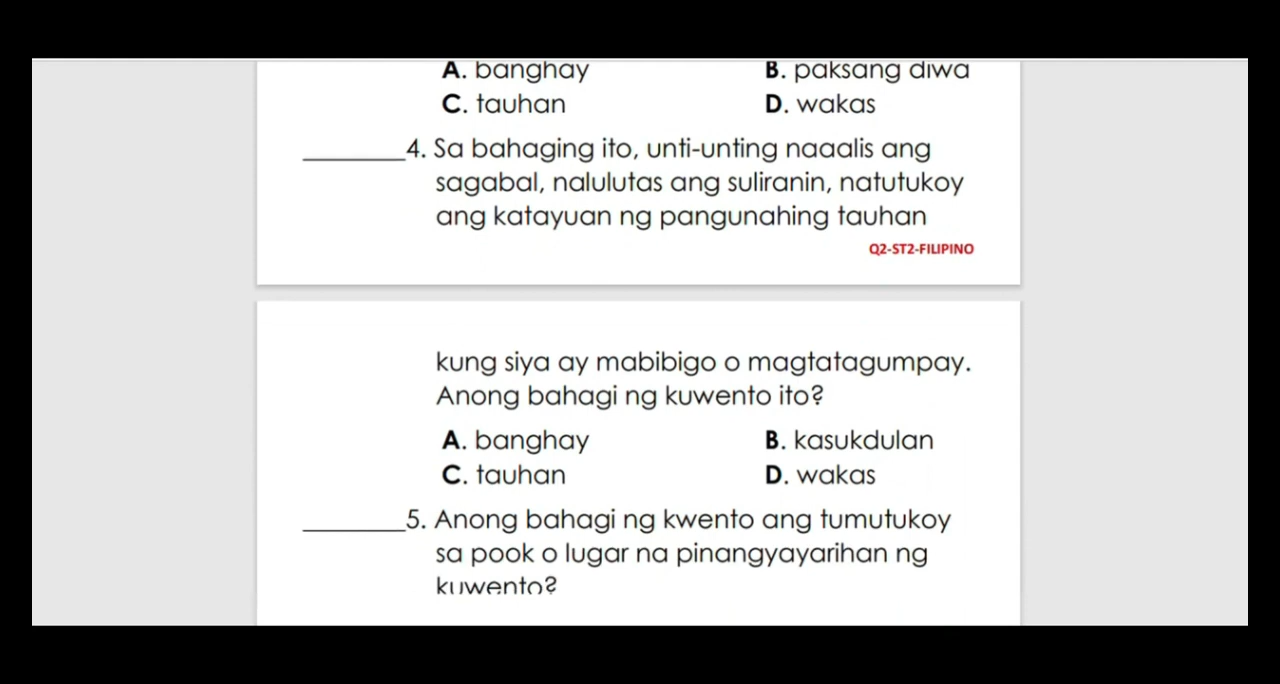 A. banghay B. paksang diwa
C. tauhan D. wakas
________4. Sa bahaging ito, unti-unting naaalis ang
sagabal, nalulutas ang suliranin, natutukoy
ang katayuan ng pangunahing tauhan
Q2-ST2-FILIPINO
kung siya ay mabibigo o magtatagumpay.
Anong bahagi ng kuwento ito?
A. banghay B. kasukdulan
C. tauhan D. wakas
________5. Anong bahagi ng kwento ang tumutukoy
sa pook o lugar na pinangyayarihan ng
kuwento?